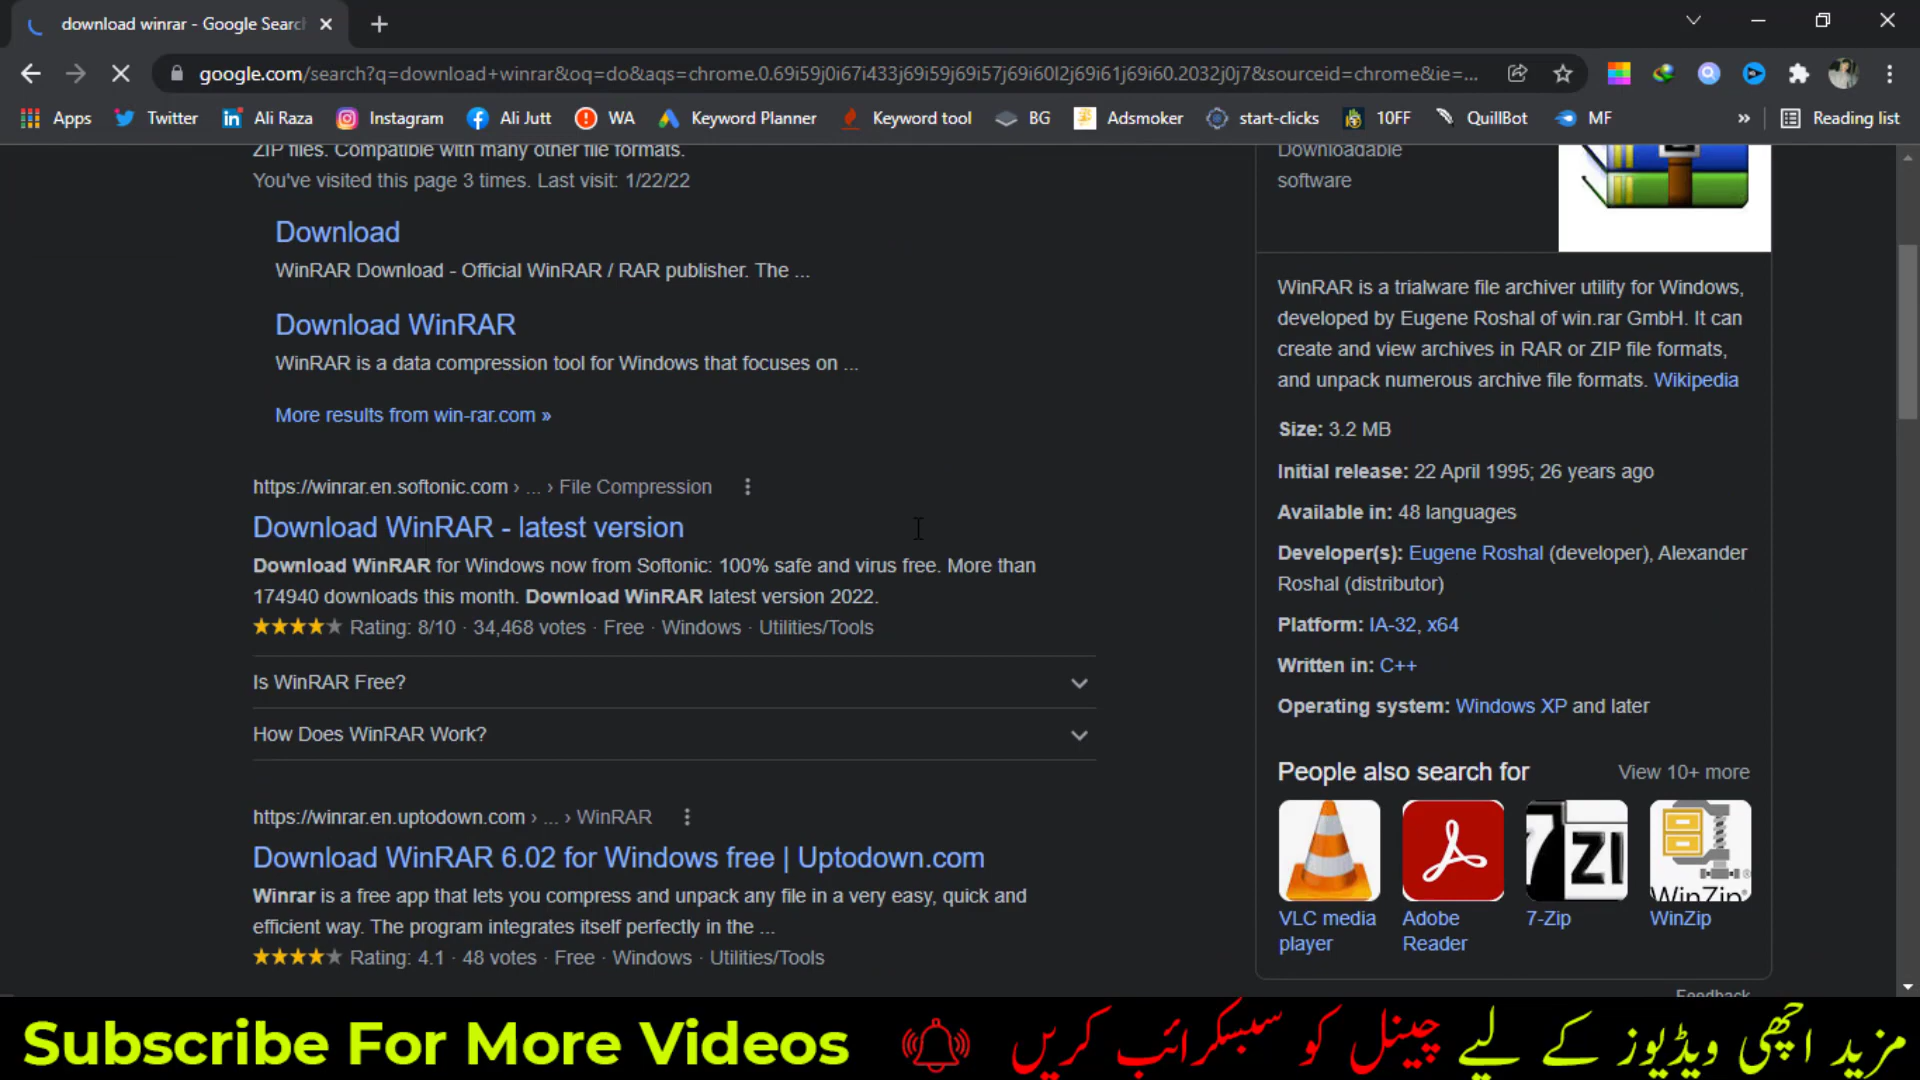 download winrar - Google Searc
google.com/search?q=download+winrar&oq=do&aqs=chrome.0.69i59j0i67i433j69i59j69i57j69i60l2j69i61j69i60.2032j0j7&sourceid=chrome&ie=...
Apps Twitter Ali Raza Instagram Ali Jutt WA Keyword Planner Keyword tool BG Adsmoker start-clicks 10FF QuillBot MF » Reading list
ZIP files. Compatible with many other file formats.
You've visited this page 3 times. Last visit: 1/22/22
Download
WinRAR Download - Official WinRAR / RAR publisher. The ...
Download WinRAR
WinRAR is a data compression tool for Windows that focuses on ...
More results from win-rar.com »
https://winrar.en.softonic.com › ... › File Compression
Download WinRAR - latest version
Download WinRAR for Windows now from Softonic: 100% safe and virus free. More than
174940 downloads this month. Download WinRAR latest version 2022.
Rating: 8/10 · 34,468 votes · Free · Windows · Utilities/Tools
Is WinRAR Free?
How Does WinRAR Work?
https://winrar.en.uptodown.com › ... › WinRAR
Download WinRAR 6.02 for Windows free | Uptodown.com
Winrar is a free app that lets you compress and unpack any file in a very easy, quick and
efficient way. The program integrates itself perfectly in the ...
Rating: 4.1 · 48 votes · Free · Windows · Utilities/Tools
Downloadable
software
WinRAR is a trialware file archiver utility for Windows,
developed by Eugene Roshal of win.rar GmbH. It can
create and view archives in RAR or ZIP file formats,
and unpack numerous archive file formats. Wikipedia
Size: 3.2 MB
Initial release: 22 April 1995; 26 years ago
Available in: 48 languages
Developer(s): Eugene Roshal (developer), Alexander
Roshal (distributor)
Platform: IA-32, x64
Written in: C++
Operating system: Windows XP and later
People also search for View 10+ more
7ZI
WinZip
VLC media
player
Adobe
Reader
7-Zip
WinZip
Feedback
Subscribe For More Videos
مزید اچھی ویڈیوز کے لیے چینل کو سبسکرائب کریں